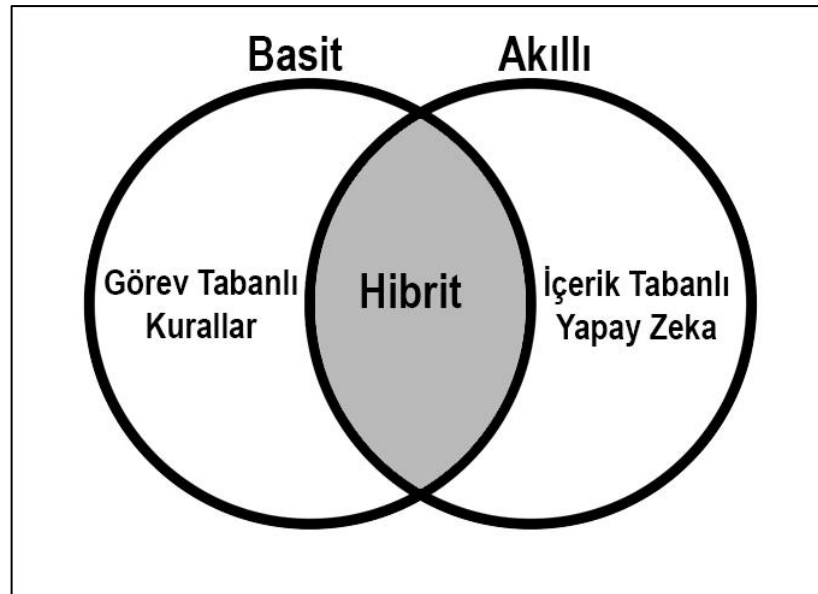 Basit
Akıllı
Görev Tabanlı
Kurallar
Hibrit
İçerik Tabanlı
Yapay Zeka